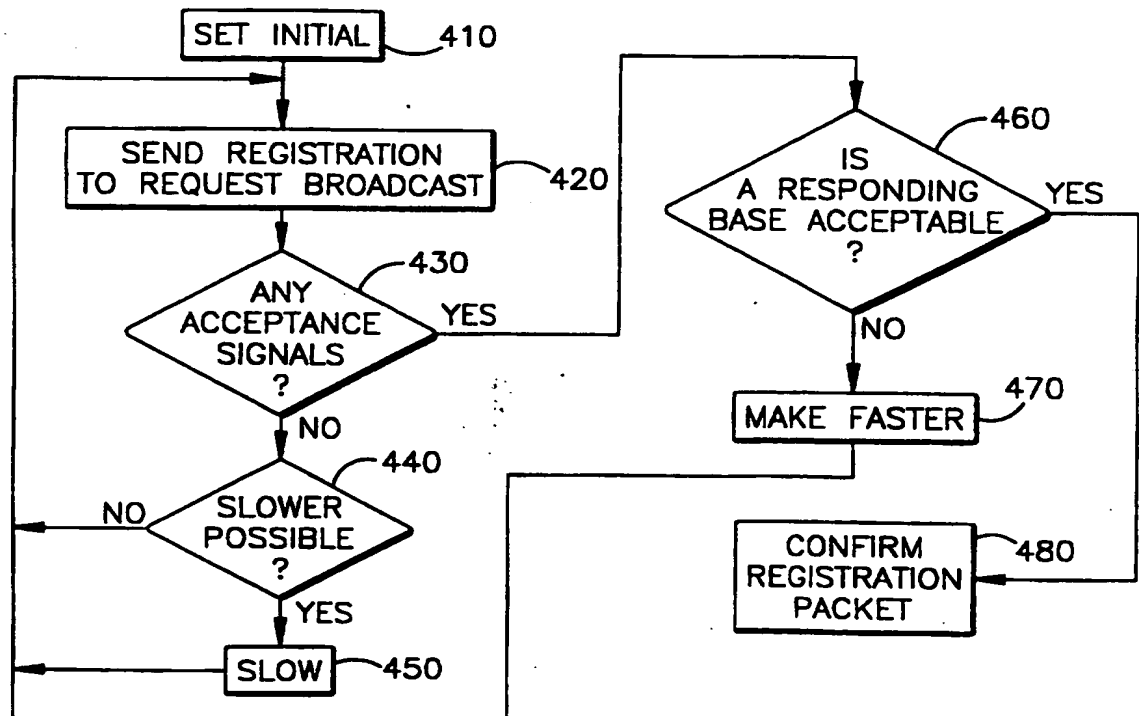 SET INITIAL
410
SEND REGISTRATION
TO REQUEST BROADCAST
420
ANY
ACCEPTANCE
SIGNALS
?
430
YES
NO
SLOWER
POSSIBLE
?
440
NO
YES
SLOW
450
IS
A RESPONDING
BASE ACCEPTABLE
?
460
YES
NO
MAKE FASTER
470
CONFIRM
REGISTRATION
PACKET
480